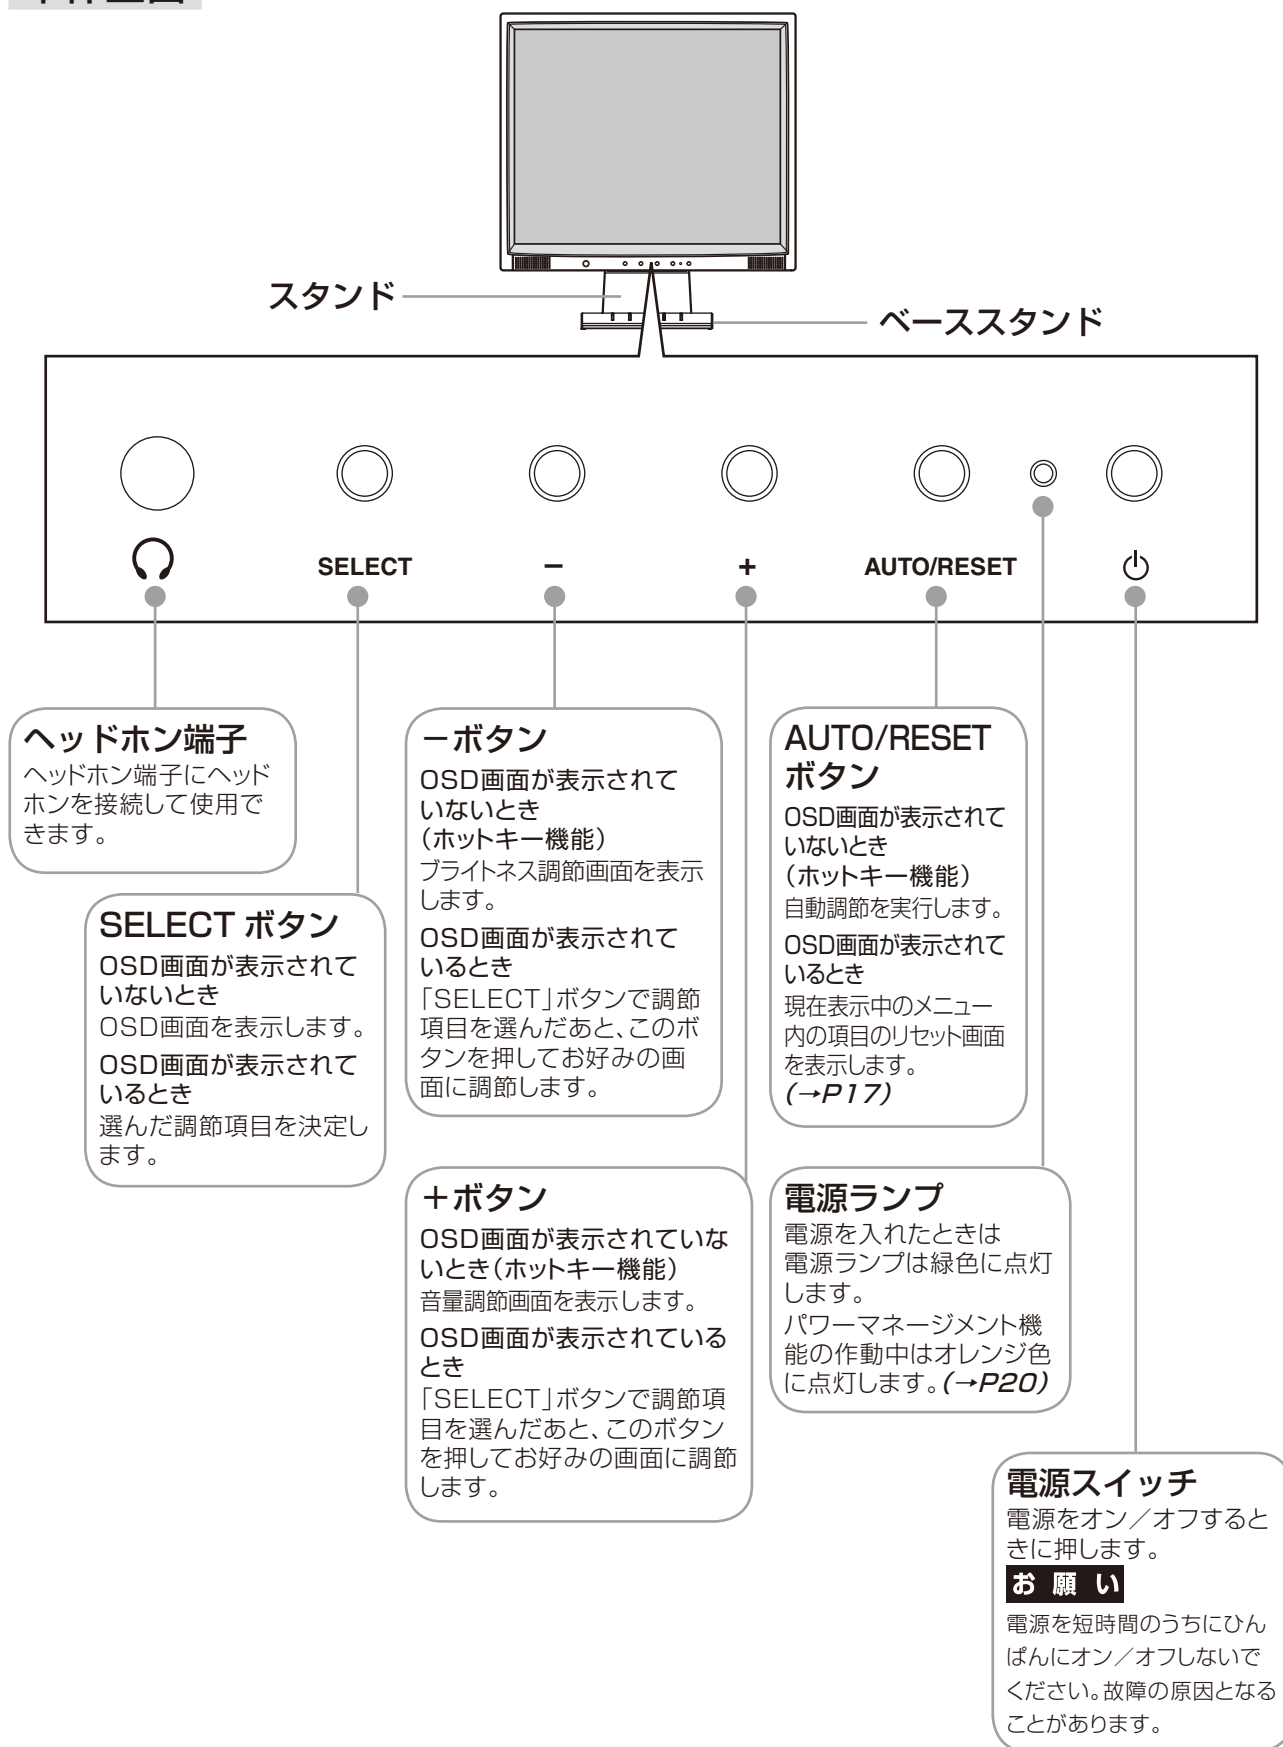 スタンド
ベーススタンド
SELECT
−
+
AUTO/RESET
ヘッドホン端子
ヘッドホン端子にヘッド
ホンを接続して使用で
きます。
SELECT ボタン
OSD画面が表示されて
いないとき
OSD画面を表示します。
OSD画面が表示されて
いるとき
選んだ調節項目を決定し
ます。
−ボタン
OSD画面が表示されて
いないとき
（ホットキー機能）
ブライトネス調節画面を表示
します。
OSD画面が表示されて
いるとき
「SELECT」ボタンで調節
項目を選んだあと、このボ
タンを押してお好みの画
面に調節します。
＋ボタン
OSD画面が表示されていな
いとき（ホットキー機能）
音量調節画面を表示します。
OSD画面が表示されている
とき
「SELECT」ボタンで調節項
目を選んだあと、このボタン
を押してお好みの画面に調節
します。
AUTO/RESET
ボタン
OSD画面が表示されて
いないとき
（ホットキー機能）
自動調節を実行します。
OSD画面が表示されて
いるとき
現在表示中のメニュー
内の項目のリセット画面
を表示します。
(→P17)
電源ランプ
電源を入れたときは
電源ランプは緑色に点灯
します。
パワーマネージメント機
能の作動中はオレンジ色
に点灯します。(→P20)
電源スイッチ
電源をオン／オフすると
きに押します。
お 願 い
電源を短時間のうちにひん
ぱんにオン／オフしないで
ください。故障の原因となる
ことがあります。